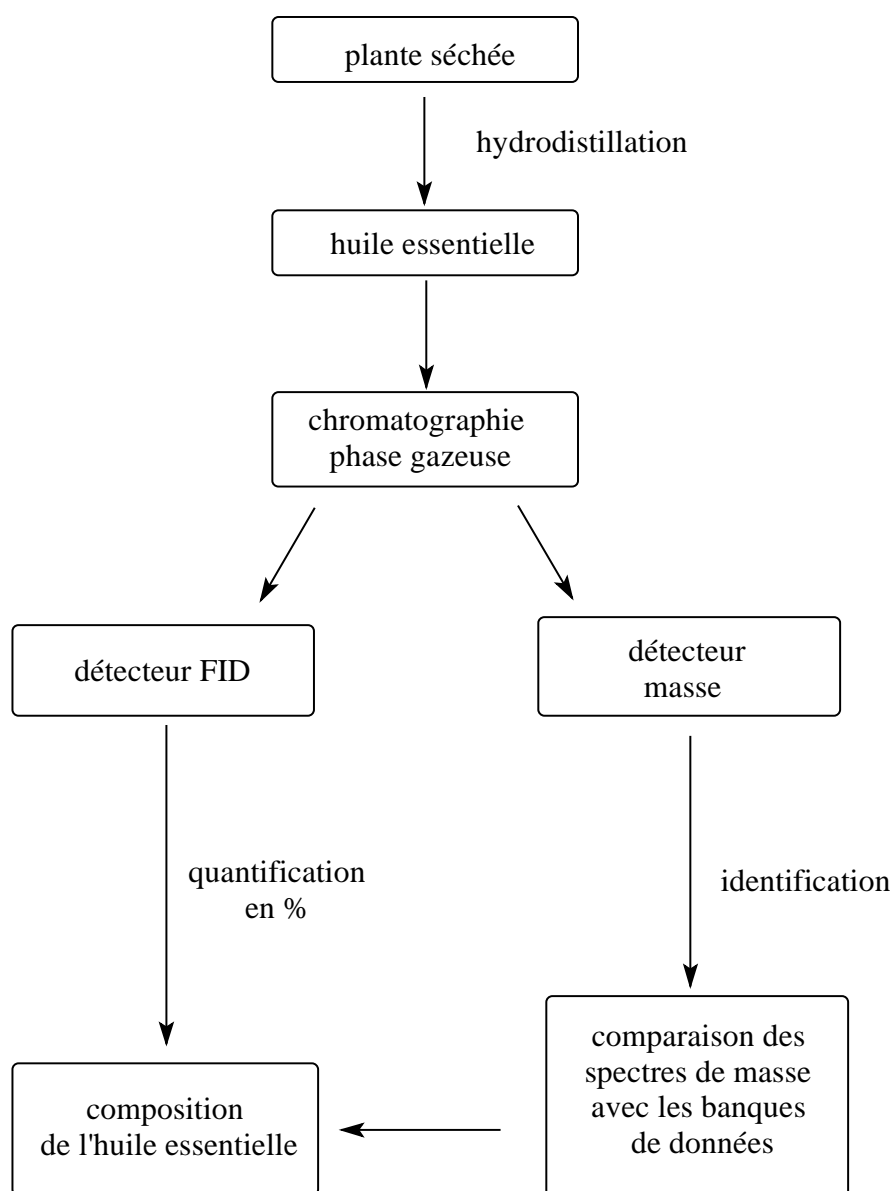 plante séchée
hydrodistillation
huile essentielle
chromatographie
phase gazeuse
détecteur FID
détecteur
masse
quantification
en %
identification
comparaison des
spectres de masse
avec les banques
de données
composition
de l'huile essentielle